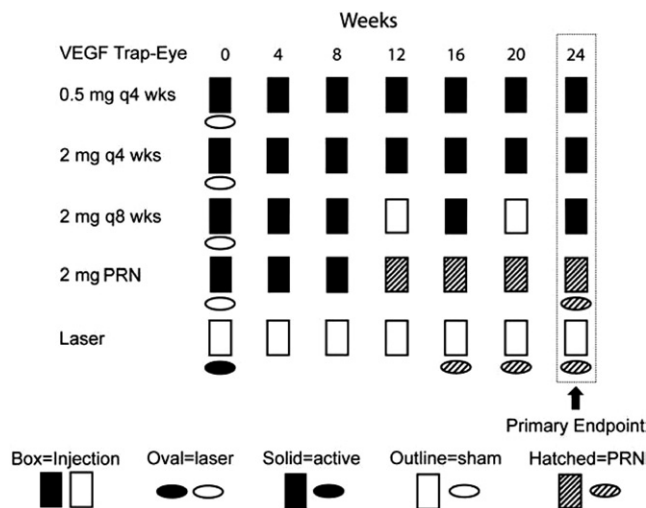 Weeks
VEGF Trap-Eye 0 4 8 12 16 20 24
0.5 mg q4 wks
2 mg q4 wks
2 mg q8 wks
2 mg PRN
Laser
Primary Endpoint
Box=Injection Oval=laser Solid=active Outline=sham Hatched=PRN